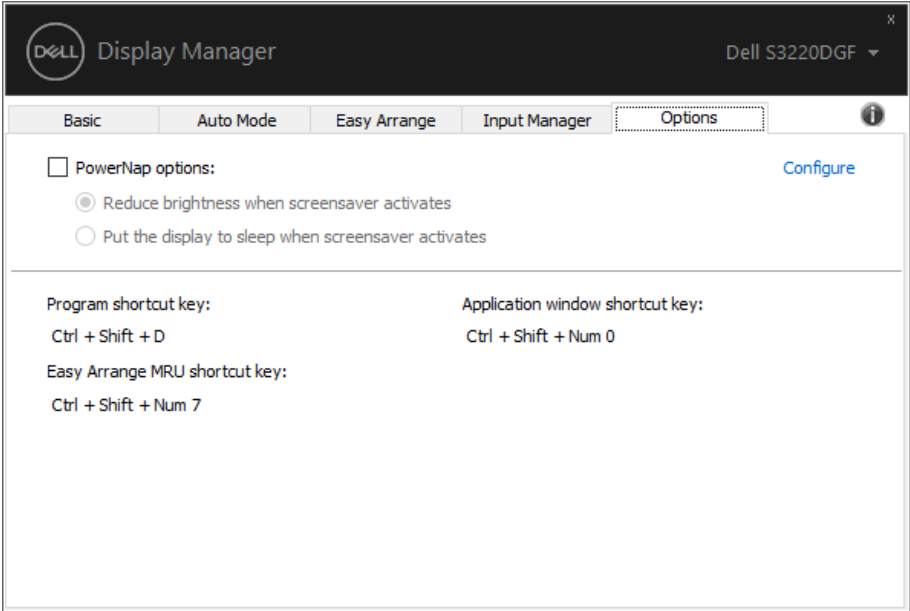 x
DELL Display Manager
Dell S3220DGF
Basic Auto Mode Easy Arrange Input Manager Options i
PowerNap options: Configure
Reduce brightness when screensaver activates
Put the display to sleep when screensaver activates
Program shortcut key: Application window shortcut key:
Ctrl + Shift + D Ctrl + Shift + Num 0
Easy Arrange MRU shortcut key:
Ctrl + Shift + Num 7